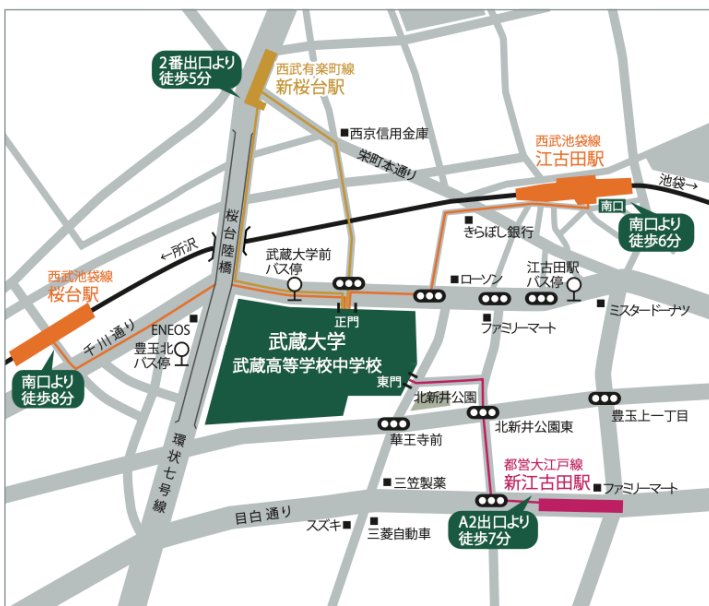 2番出口より
徒歩5分
西武有楽町線
新桜台駅
西京信用金庫
栄町本通り
西武池袋線
江古田駅
池袋→
南口
南口より
徒歩6分
桜台陸橋
きらぼし銀行
←所沢
武蔵大学前
バス停
西武池袋線
桜台駅
ローソン
江古田駅
バス停
千川通り
ENEOS
豊玉北
バス停
正門
ファミリーマート
ミスタードーナツ
武蔵大学
武蔵高等学校中学校
南口より
徒歩8分
東門
北新井公園
華王寺前
北新井公園東
豊玉上一丁目
環状七号線
都営大江戸線
新江古田駅
三笠製薬
ファミリーマート
目白通り
スズキ
三菱自動車
A2出口より
徒歩7分